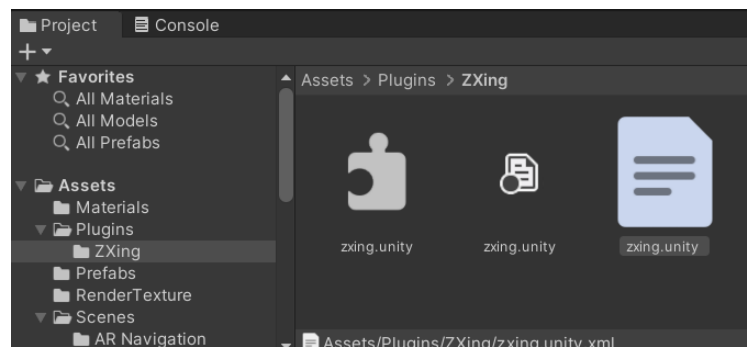 Project
Console
Favorites
All Materials
All Models
All Prefabs
Assets
Materials
Plugins
ZXing
Prefabs
RenderTexture
Scenes
AR Navigation
Assets > Plugins > ZXing
zxing.unity
zxing.unity
zxing.unity
Assets/Plugins/ZXing/zxing.unity.xml